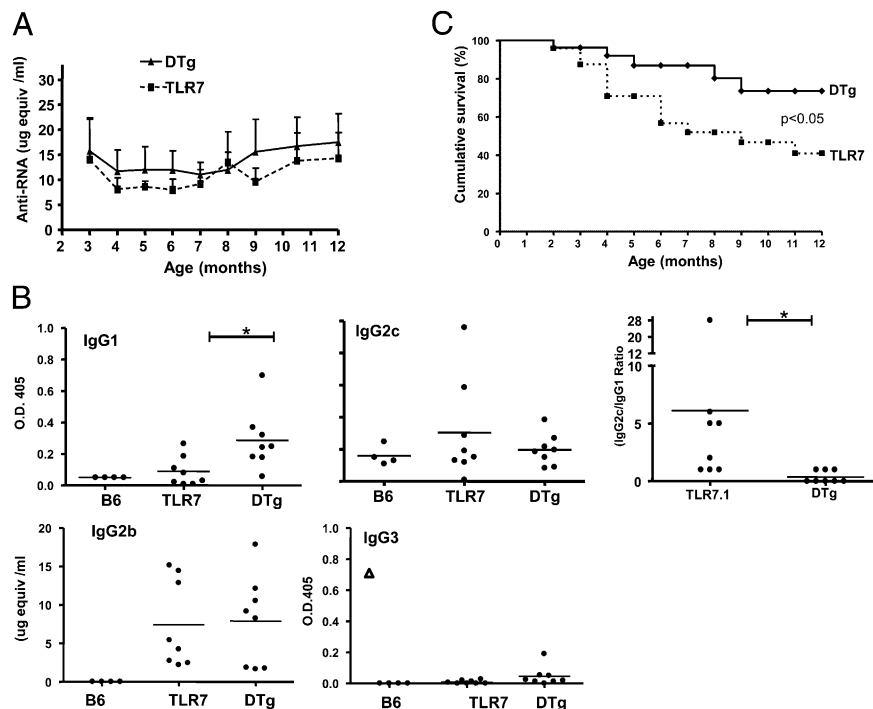 A
DTg
TLR7
Anti-RNA (ug equiv /ml)
30
25
20
15
10
5
0
2 3 4 5 6 7 8 9 10 11 12
Age (months)
C
Cumulative survival (%)
100
80
60
40
20
0
0 1 2 3 4 5 6 7 8 9 10 11 12
Age (months)
DTg
p<0.05
TLR7
B
IgG1
*
O.D. 405
1.0
0.8
0.6
0.4
0.2
0.0
B6 TLR7 DTg
IgG2c
B6 TLR7 DTg
(IgG2c/IgG1 Ratio
28
20
12
10
5
0
*
TLR7.1 DTg
IgG2b
(ug equiv /ml
20
15
10
5
0
B6 TLR7 DTg
IgG3
O.D.405
1.0
0.8
0.6
0.4
0.2
0.0
B6 TLR7 DTg